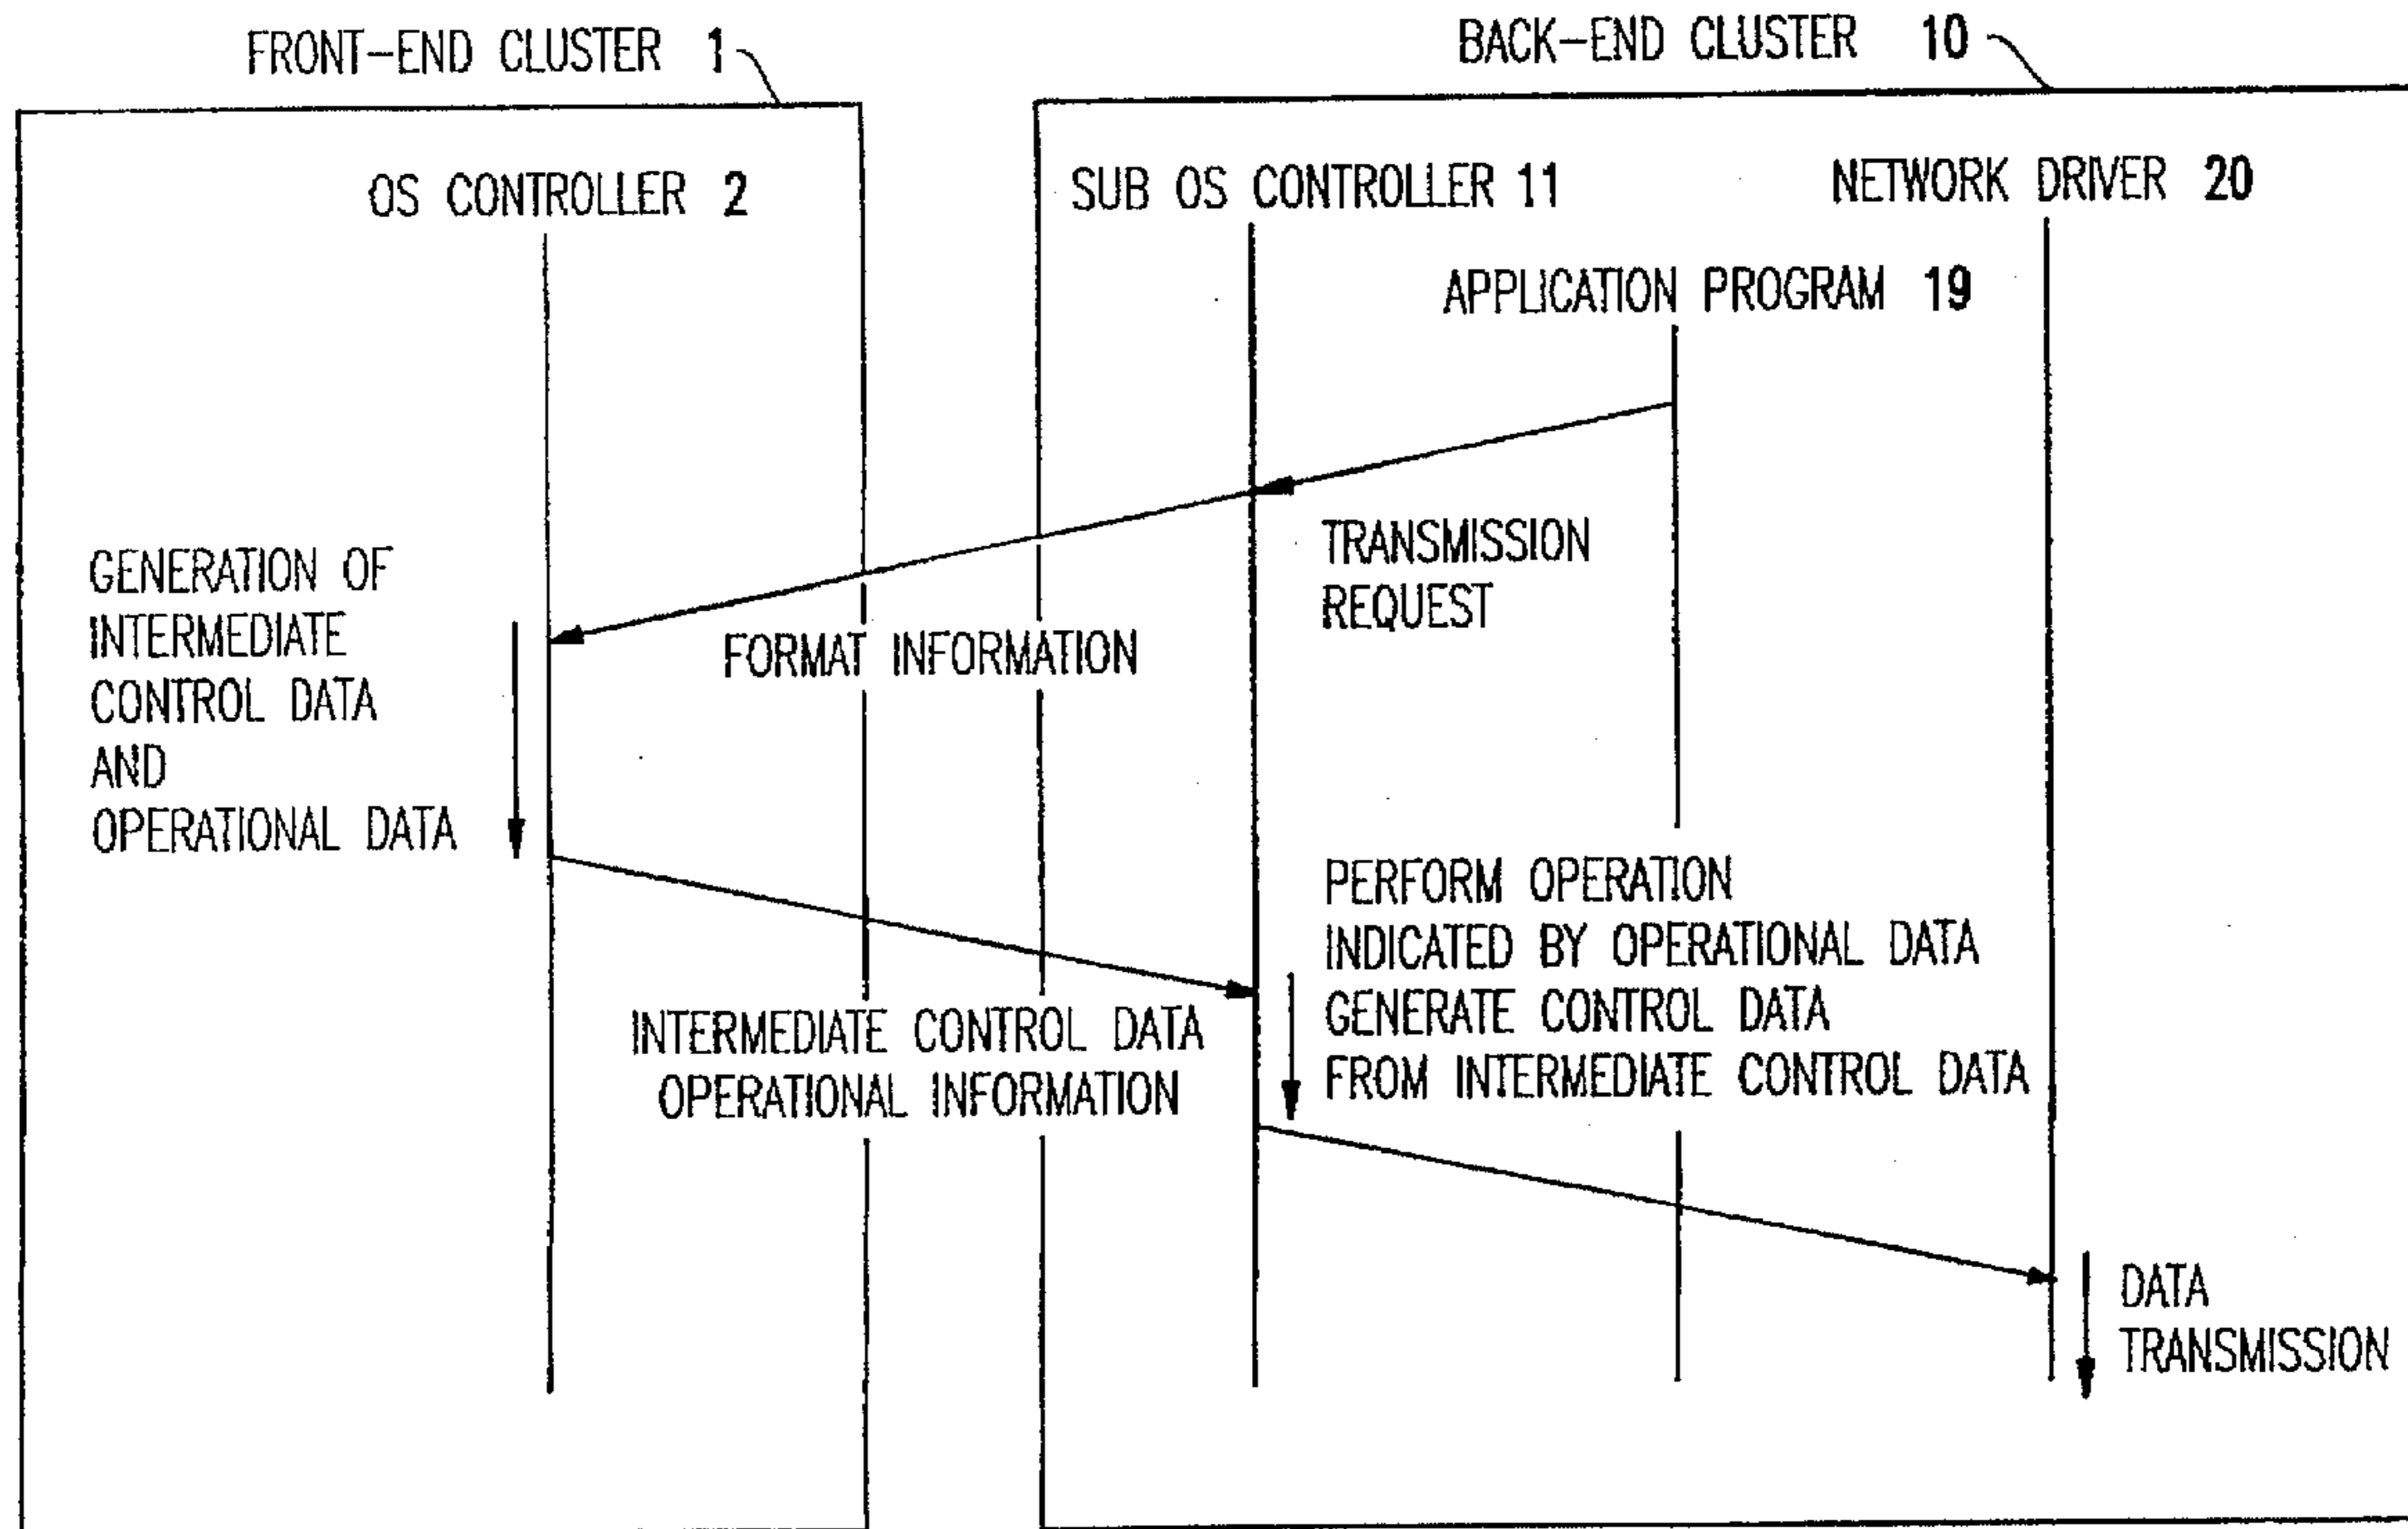 FRONT-END CLUSTER 1
BACK-END CLUSTER 10
OS CONTROLLER 2
SUB OS CONTROLLER 11
NETWORK DRIVER 20
APPLICATION PROGRAM 19
TRANSMISSION
REQUEST
GENERATION OF
INTERMEDIATE
CONTROL DATA
AND
OPERATIONAL DATA
FORMAT INFORMATION
PERFORM OPERATION
INDICATED BY OPERATIONAL DATA
GENERATE CONTROL DATA
FROM INTERMEDIATE CONTROL DATA
INTERMEDIATE CONTROL DATA
OPERATIONAL INFORMATION
DATA
TRANSMISSION